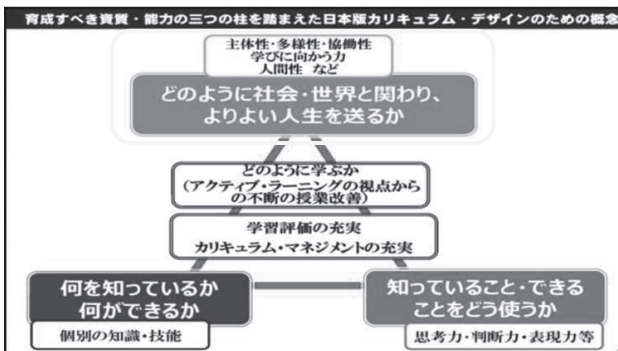 育成すべき資質・能力の三つの柱を踏まえた日本版カリキュラム・デザインのための概念
主体性・多様性・協働性
学びに向かう力
人間性 など
どのように社会・世界と関わり、
よりよい人生を送るか
どのように学ぶか
(アクティブ・ラーニングの視点から
の不断の授業改善)
学習評価の充実
カリキュラム・マネジメントの充実
何を知っているか
何ができるか
個別の知識・技能
知っていること・できる
ことをどう使うか
思考力・判断力・表現力等